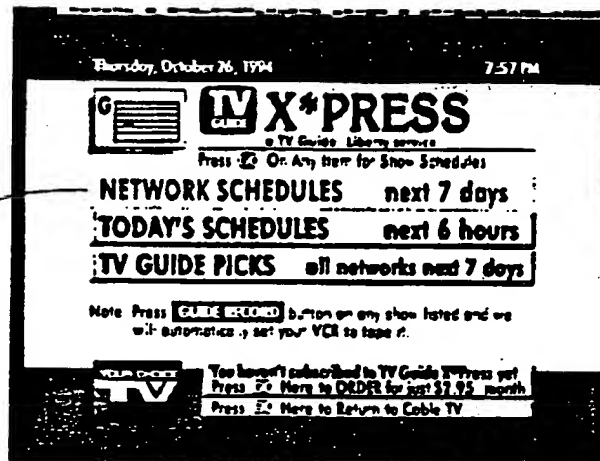 Thursday, October 26, 1994 7:57 PM
G
TV GUIDE X*PRESS
a TV Guide Liberty service
Press On Any Item for Show Schedules
NETWORK SCHEDULES next 7 days
TODAY'S SCHEDULES next 6 hours
TV GUIDE PICKS all networks next 7 days
Note Press GUIDE RECORD button on any show listed and we
will automatically set your VCR to tape it.
YOUR CHOICE
TV
You haven't subscribed to TV Guide X*Press yet
Press Here to ORDER for just $2.95 month
Press Here to Return to Cable TV